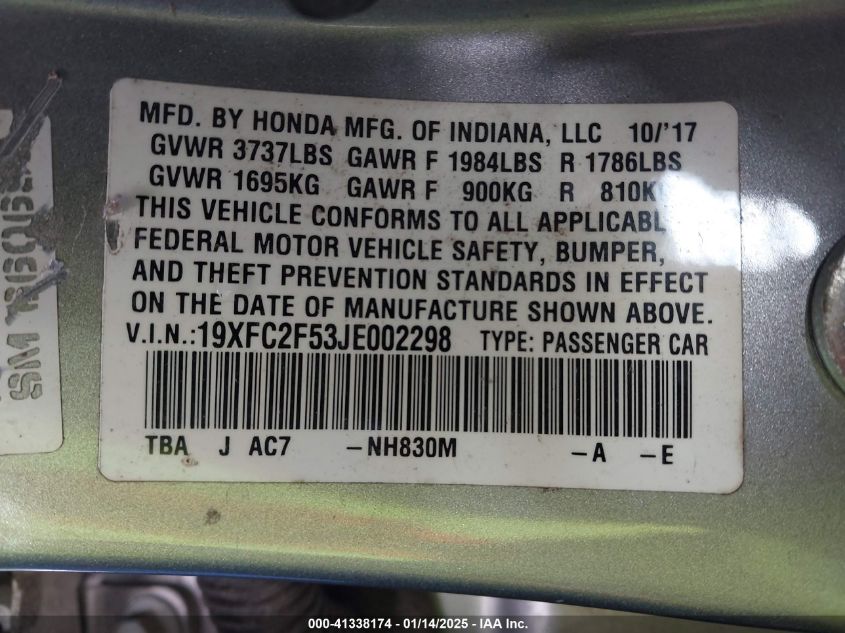 MFD. BY HONDA MFG. OF INDIANA, LLC 10/'17
GVWR 3737LBS GAWR F 1984LBS R 1786LBS
GVWR 1695KG GAWR F 900KG R 810K
THIS VEHICLE CONFORMS TO ALL APPLICABL
FEDERAL MOTOR VEHICLE SAFETY, BUMPER,
AND THEFT PREVENTION STANDARDS IN EFFECT
ON THE DATE OF MANUFACTURE SHOWN ABOVE.
V.I.N.:19XFC2F53JE002298 TYPE: PASSENGER CAR
TBA J AC7 -NH830M -A -E
000-41338174 - 01/14/2025 - IAA Inc.